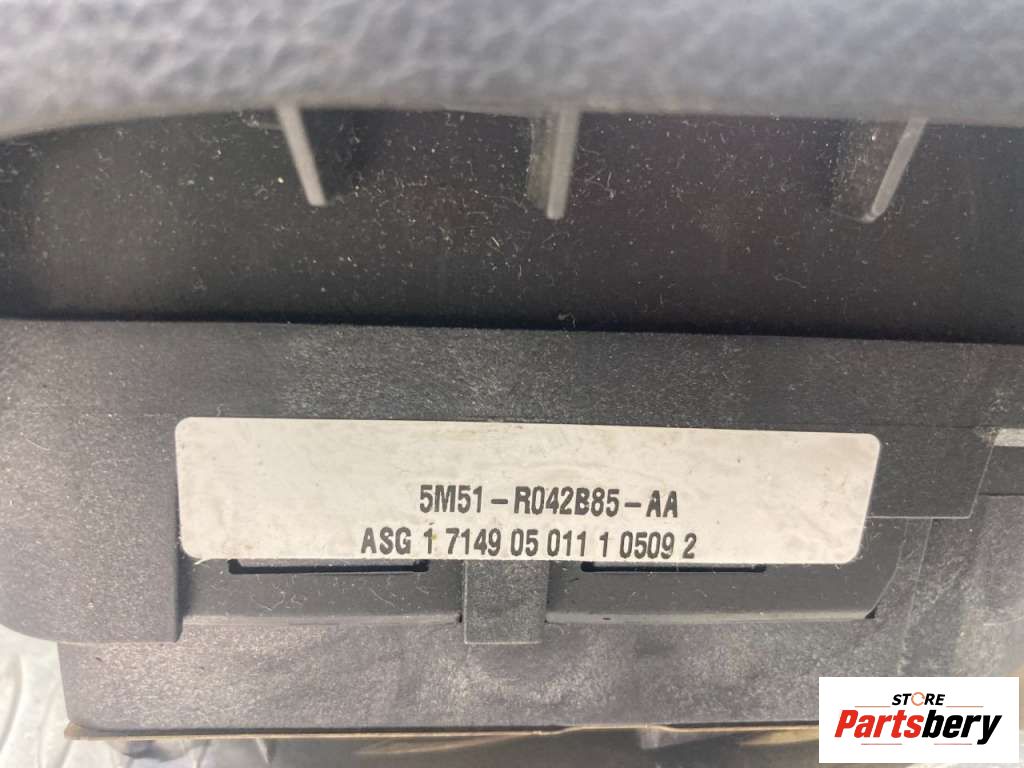 5M51-R042B85-AA
ASG 1 7149 05 011 1 0509 2
STORE
Partsbery